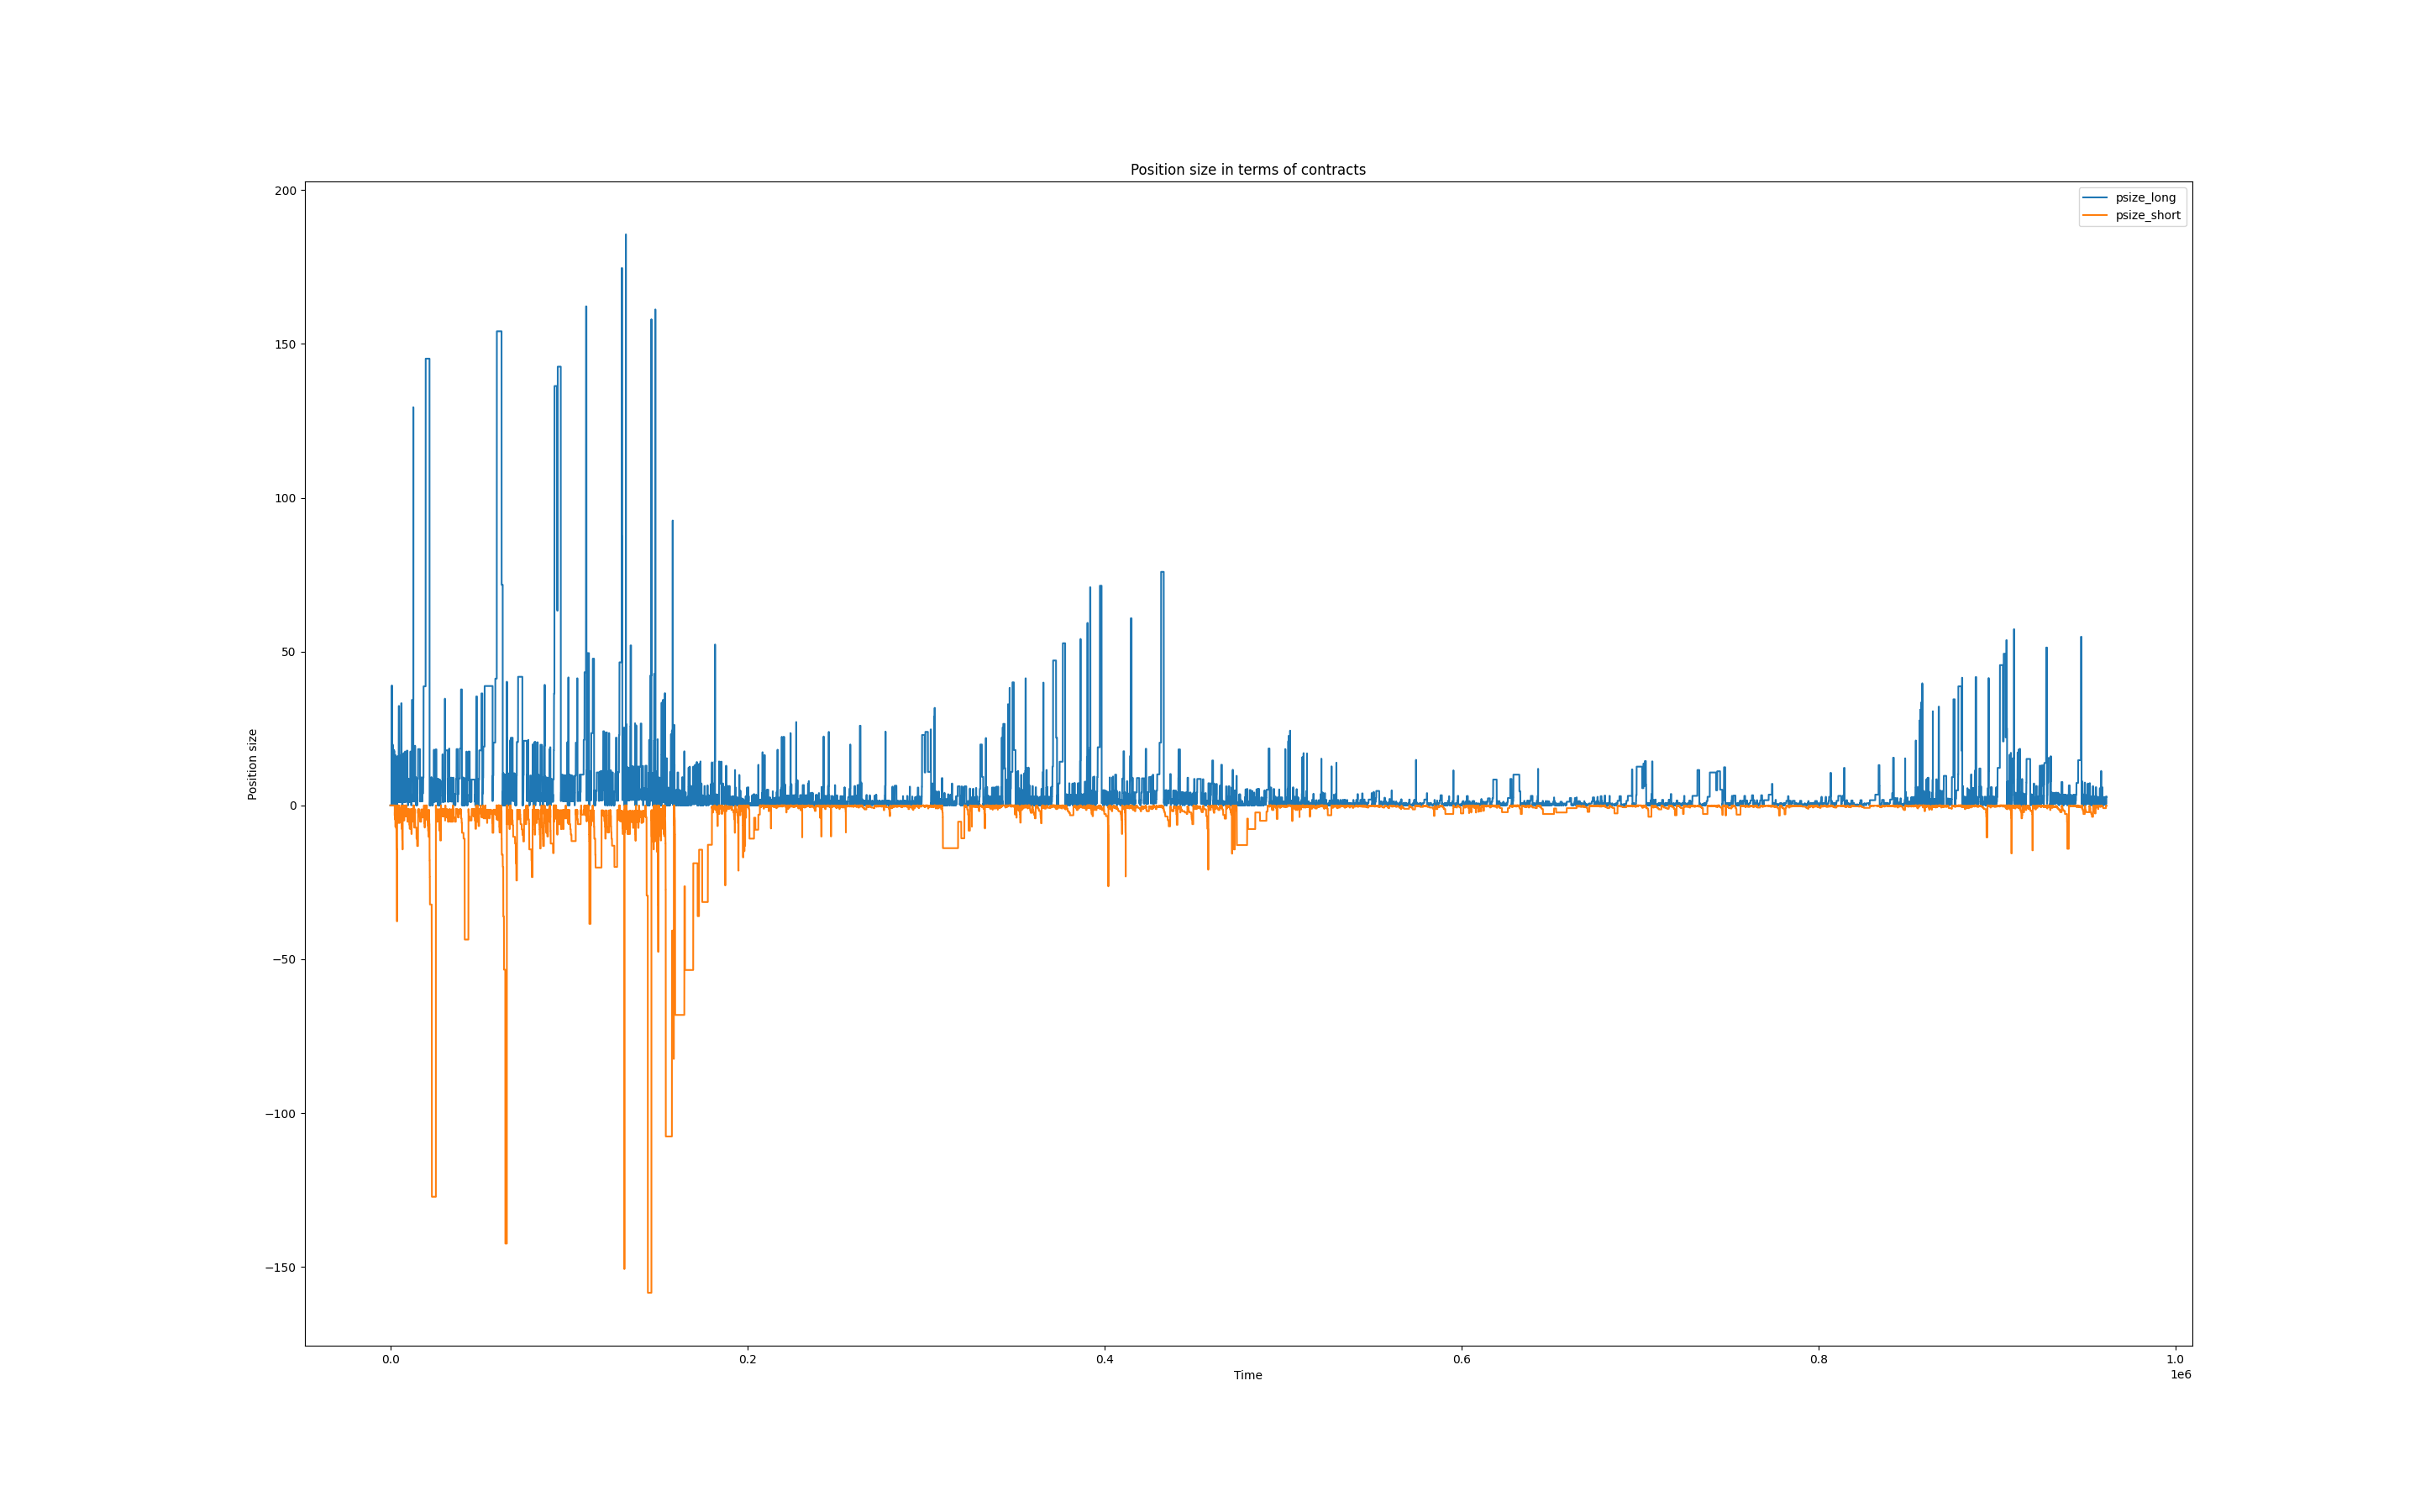 Position size in terms of contracts
psize_long
psize_short
Position size
200
150
100
50
0
−50
−100
−150
0.0
0.2
0.4
0.6
0.8
1.0
Time
1e6